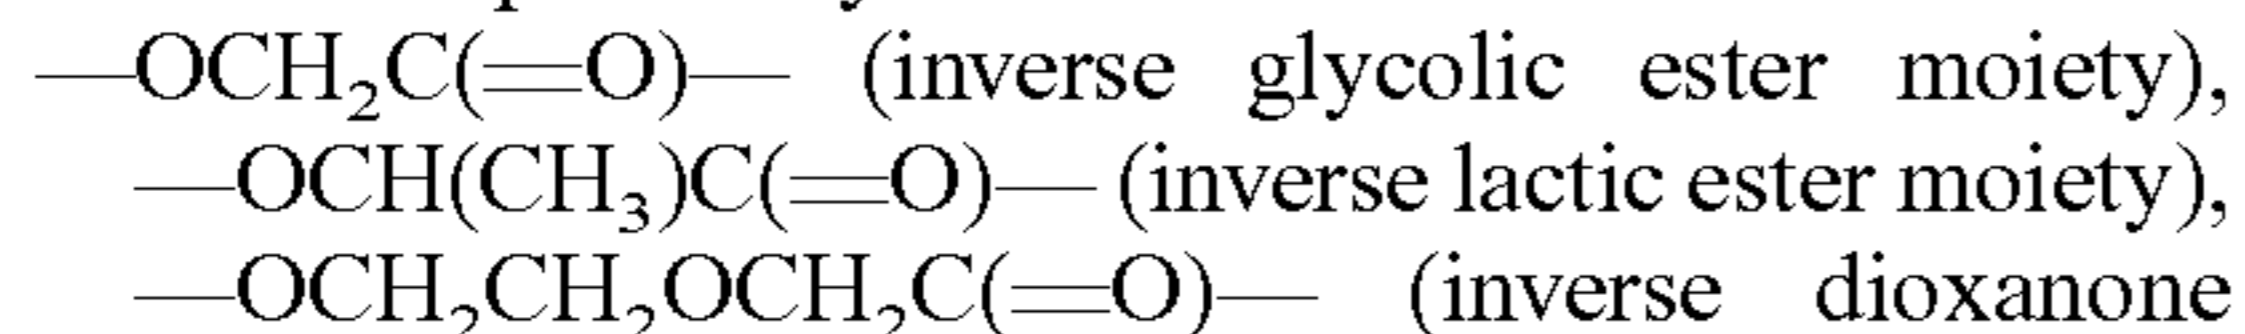 —OCH₂C(=O)— (inverse glycolic ester moiety),
—OCH(CH₃)C(=O)— (inverse lactic ester moiety),
—OCH₂CH₂OCH₂C(=O)— (inverse dioxanone